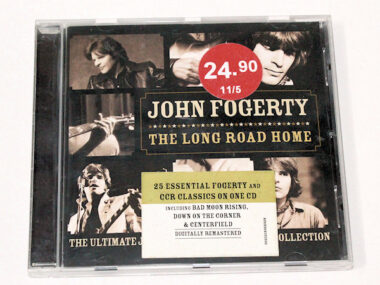 24.90
11/5
JOHN FOGERTY
THE LONG ROAD HOME
25 ESSENTIAL FOGERTY AND
CCR CLASSICS ON ONE CD
INCLUDING BAD MOON RISING,
DOWN ON THE CORNER
& CENTERFIELD
DIGITALLY REMASTERED
THE ULTIMATE J OLLECTION